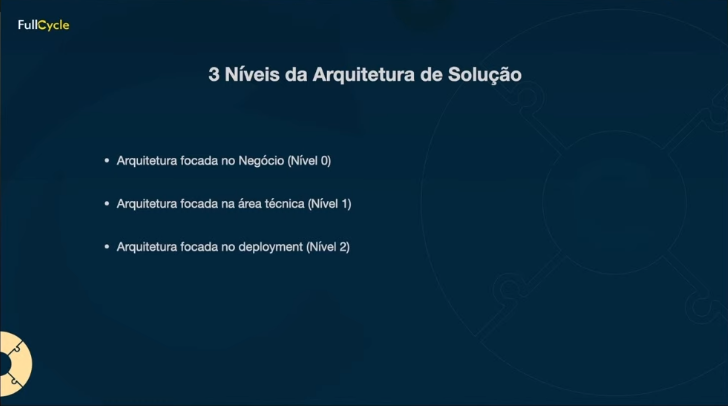 FullCycle
3 Níveis da Arquitetura de Solução
• Arquitetura focada no Negócio (Nível 0)
• Arquitetura focada na área técnica (Nível 1)
• Arquitetura focada no deployment (Nível 2)